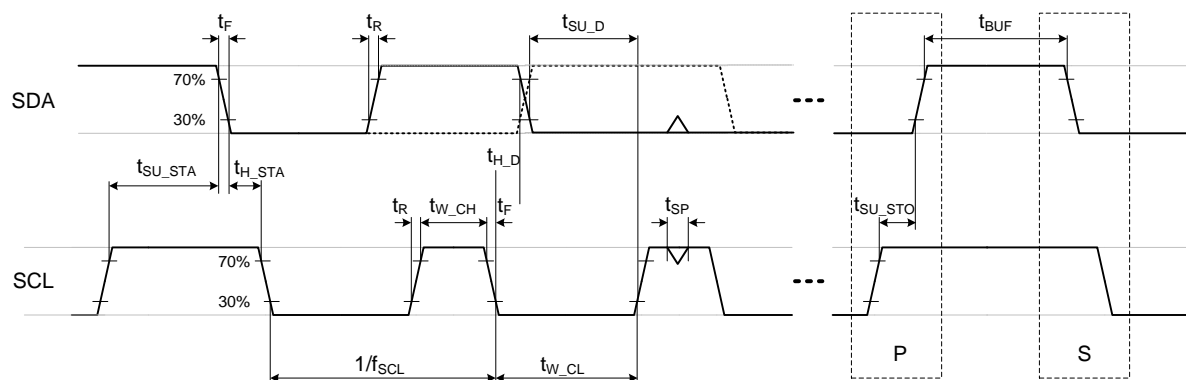 tF
tR
tSU_D
tBUF
SDA
70%
30%
tSU_STA
tH_STA
tH_D
tR
tW_CH
tF
tSP
tSU_STO
SCL
70%
30%
1/fSCL
tW_CL
P
S